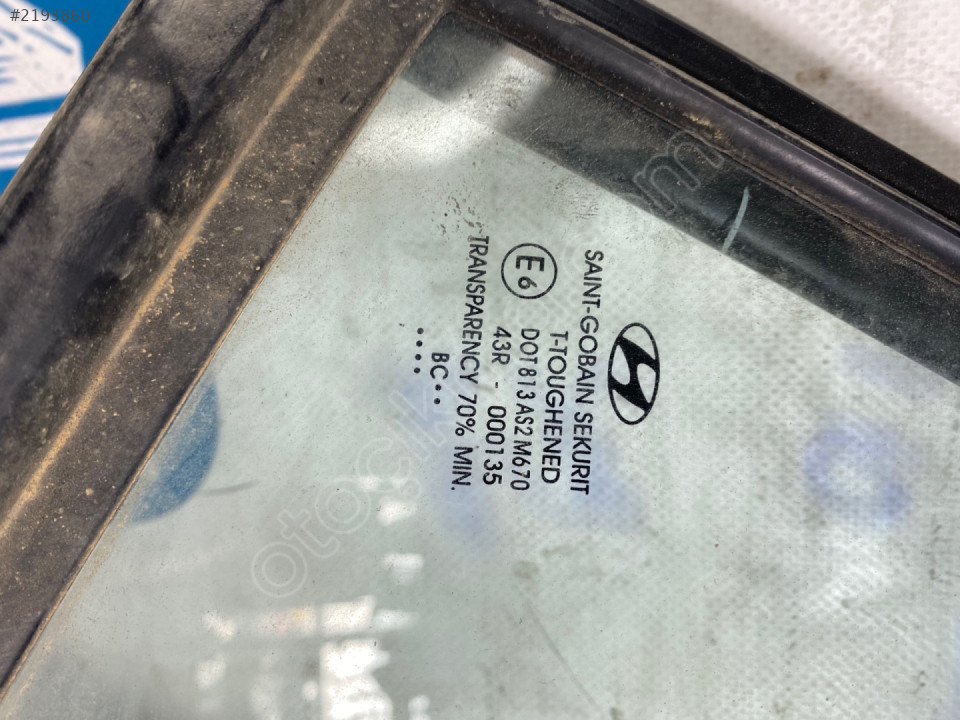 #2193860
SAINT-GOBAIN SEKURIT
T-TOUGHENED
E6
DOT813 AS2 M670
43R - 000135
TRANSPARENCY 70% MIN.
BC••
••••